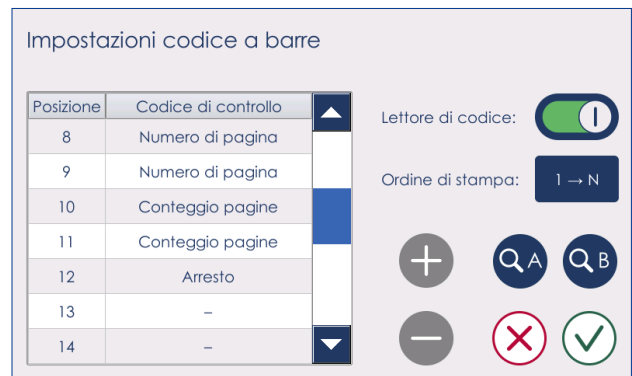 Impostazioni codice a barre
Posizione Codice di controllo
8 Numero di pagina
9 Numero di pagina
10 Conteggio pagine
11 Conteggio pagine
12 Arresto
13 –
14 –
Lettore di codice:
Ordine di stampa: 1 → N
A B